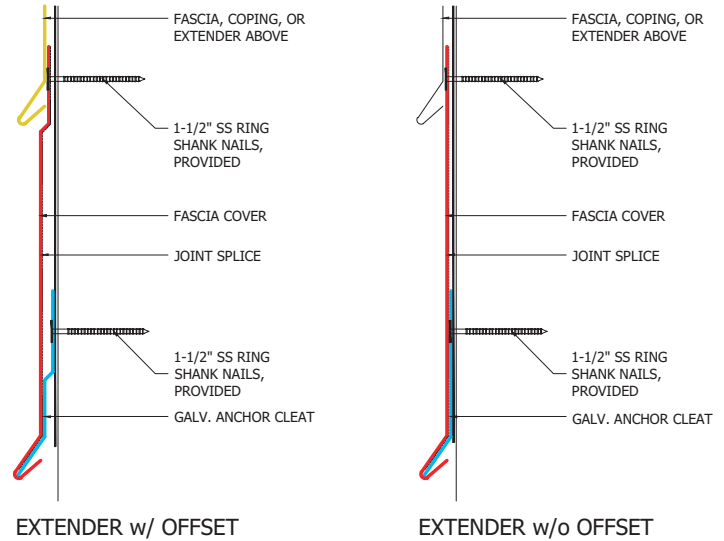 FASCIA, COPING, OR
EXTENDER ABOVE
1-1/2" SS RING
SHANK NAILS,
PROVIDED
FASCIA COVER
JOINT SPLICE
1-1/2" SS RING
SHANK NAILS,
PROVIDED
GALV. ANCHOR CLEAT
EXTENDER w/ OFFSET
FASCIA, COPING, OR
EXTENDER ABOVE
1-1/2" SS RING
SHANK NAILS,
PROVIDED
FASCIA COVER
JOINT SPLICE
1-1/2" SS RING
SHANK NAILS,
PROVIDED
GALV. ANCHOR CLEAT
EXTENDER w/o OFFSET